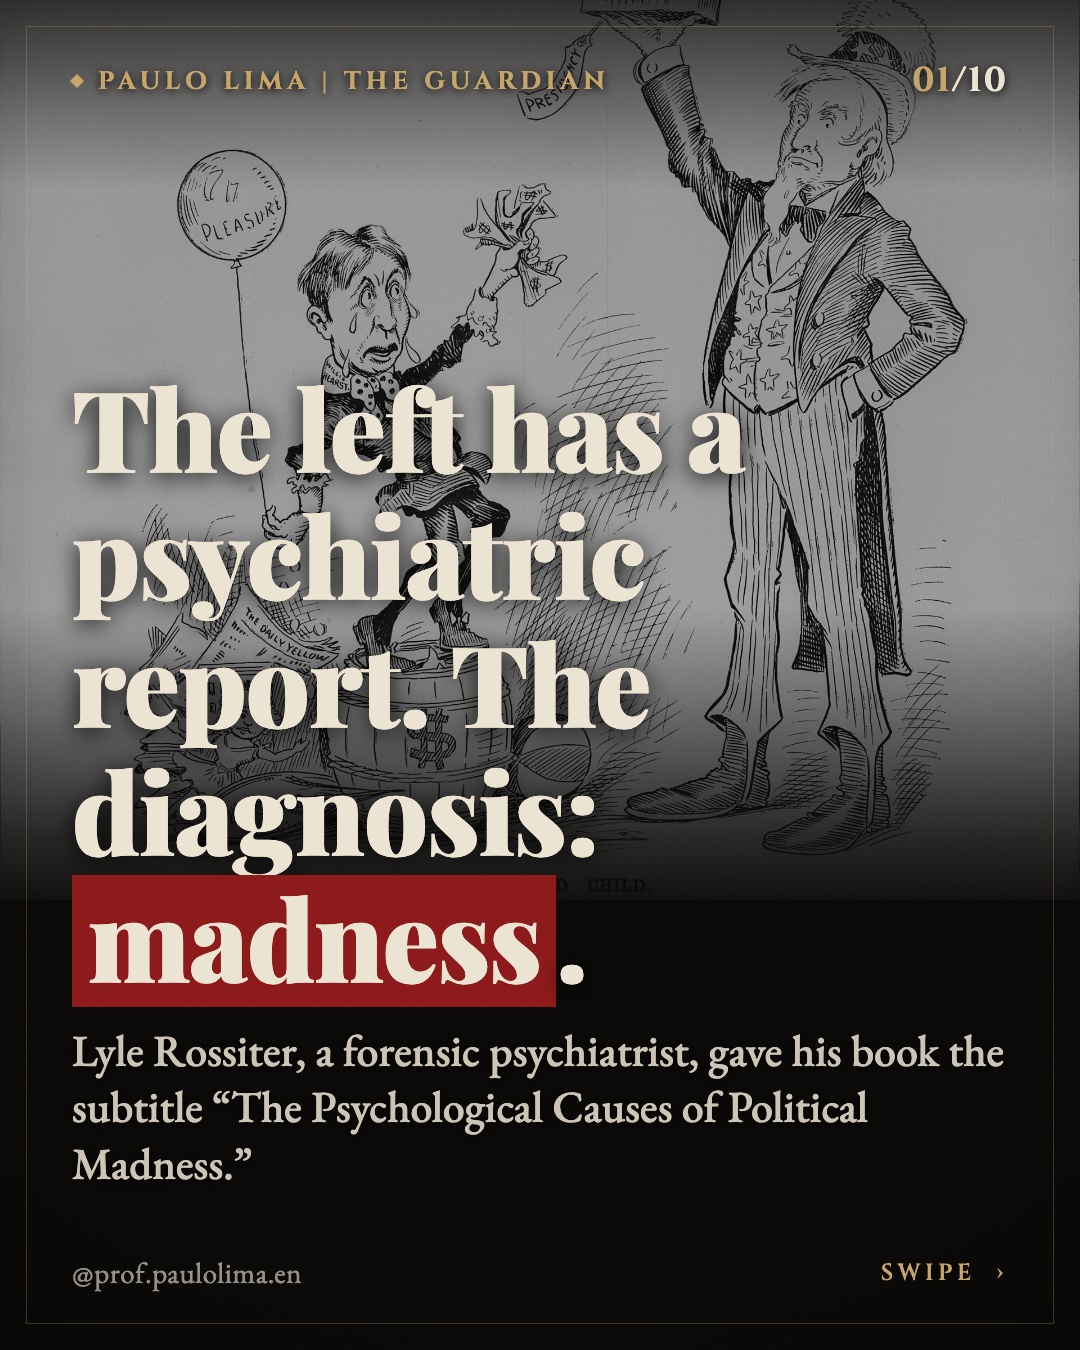 ◆ PAULO LIMA | THE GUARDIAN
01/10
PLEASURE
$ $
HEARST
The left has a
psychiatric
report. The
diagnosis:
madness.
THE DAILY YELLOW
$
CHILD.
Lyle Rossiter, a forensic psychiatrist, gave his book the
subtitle “The Psychological Causes of Political
Madness.”
@prof.paulolima.en
SWIPE ›